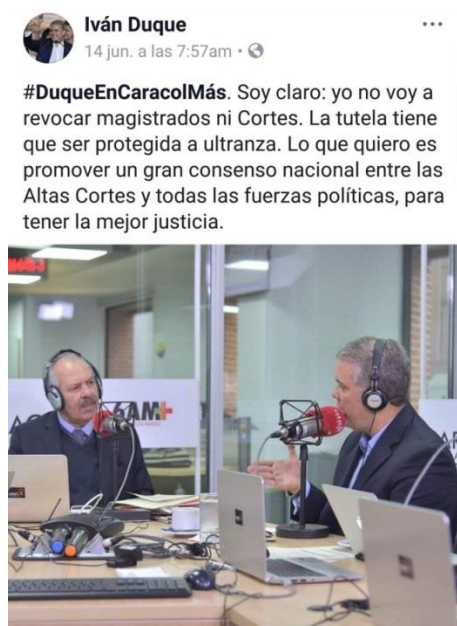 Iván Duque
14 jun. a las 7:57am
#DuqueEnCaracolMás. Soy claro: yo no voy a
revocar magistrados ni Cortes. La tutela tiene
que ser protegida a ultranza. Lo que quiero es
promover un gran consenso nacional entre las
Altas Cortes y todas las fuerzas políticas, para
tener la mejor justicia.
6AM+